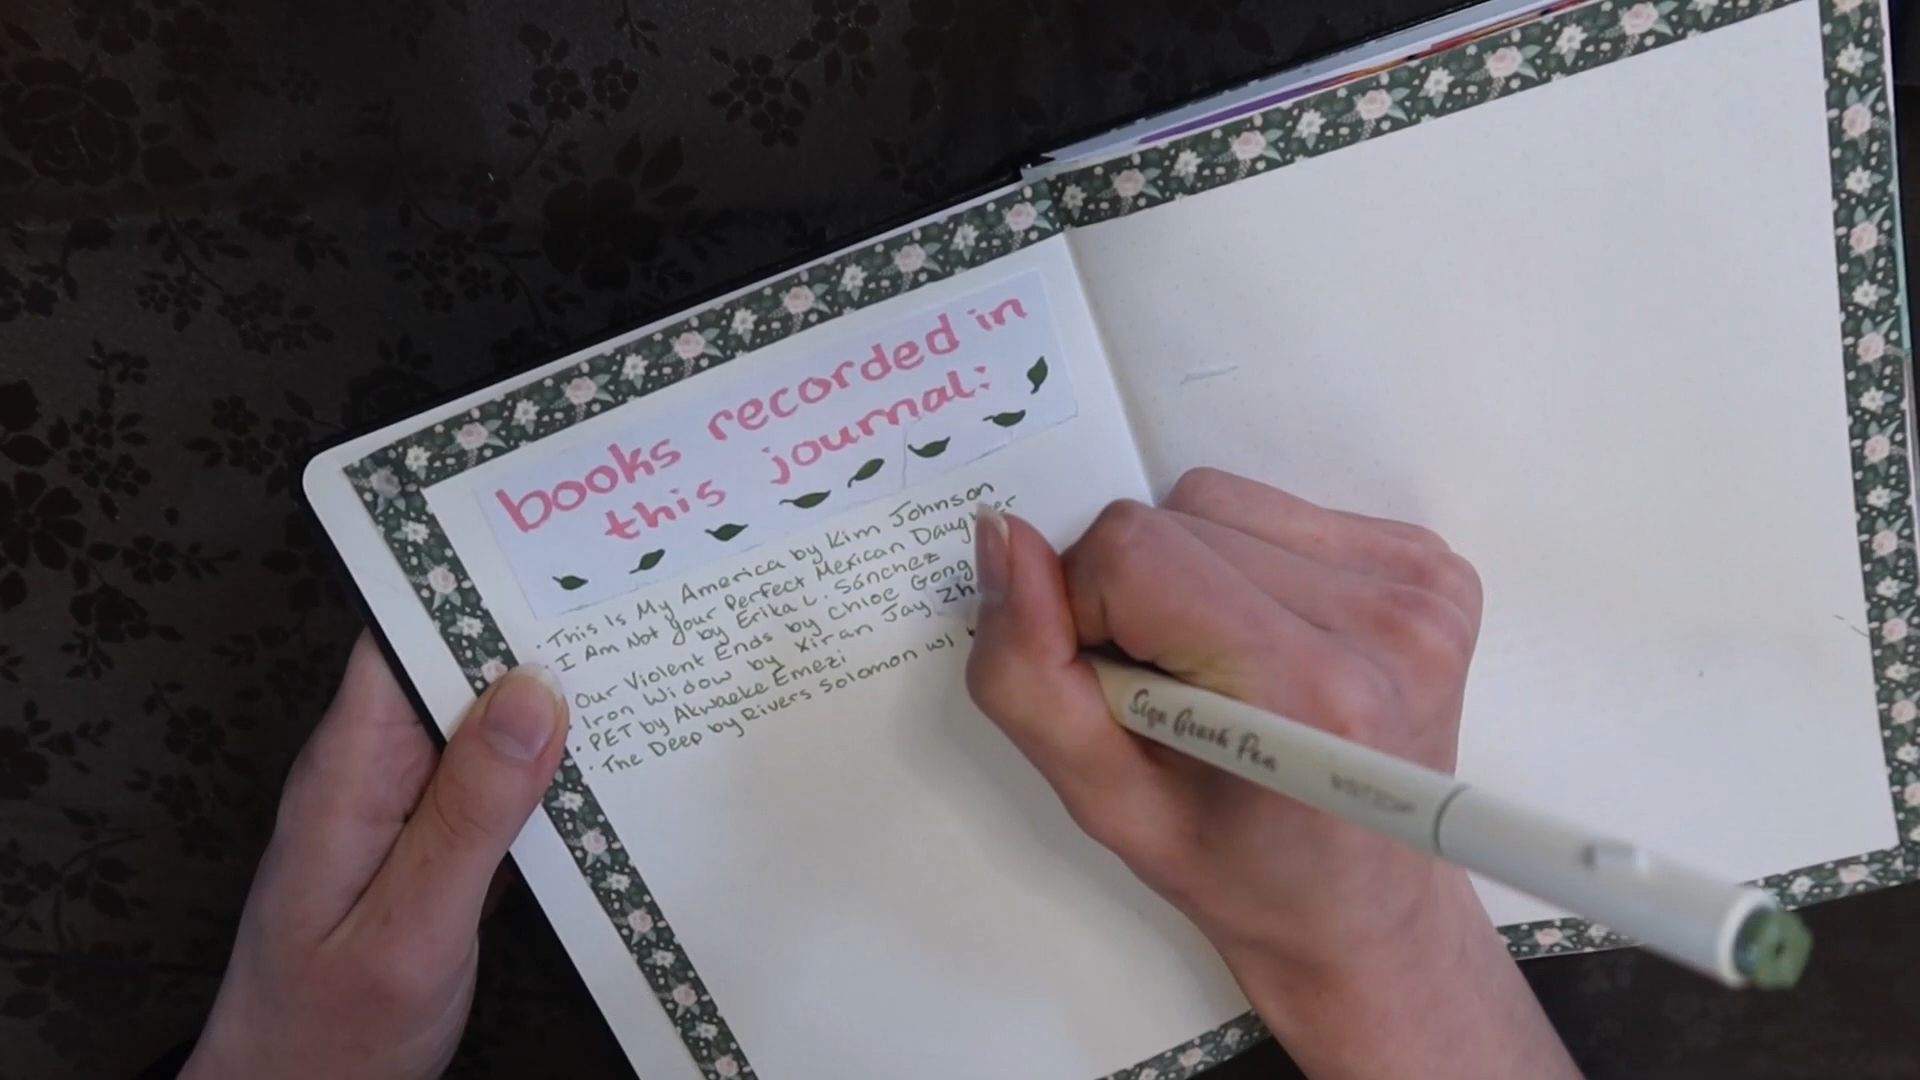 books recorded in
this journal:
· This Is My America by Kim Johnson
· I Am Not Your Perfect Mexican Daughter
by Erika L. Sánchez
Our Violent Ends by Chloe Gong
Iron Widow by Xiran Jay
· PET by Akwaeke Emezi
· The Deep by Rivers Solomon w/
Sign Brush Pen